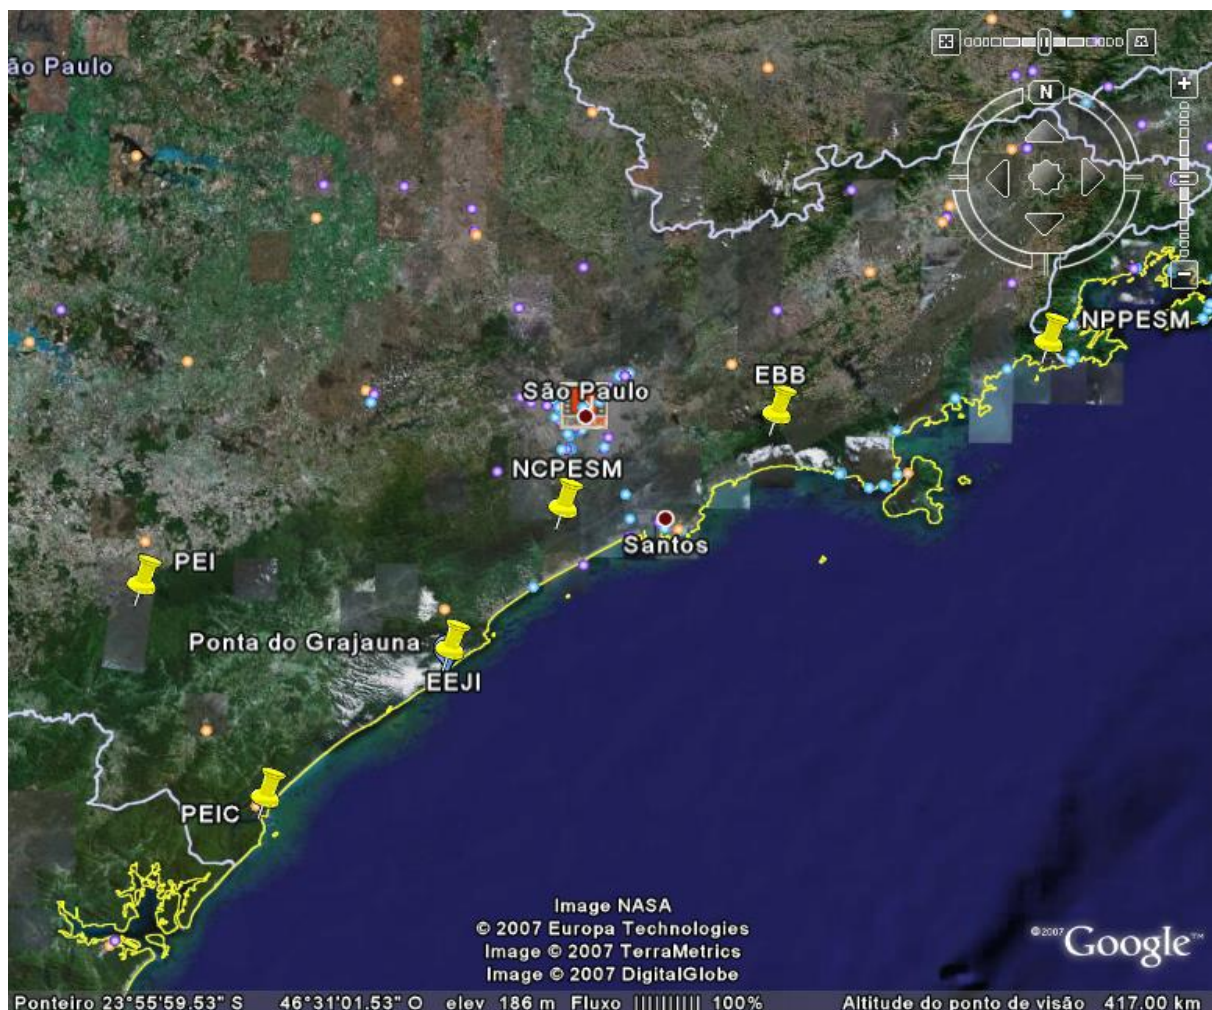 ão Paulo
N
NPPESM
EBB
São Paulo
NCPESM
Santos
PEI
Ponta do Grajauna
EEJI
PEIC
Image NASA
© 2007 Europa Technologies
Image © 2007 TerraMetrics
Image © 2007 DigitalGlobe
©2007 Google™
Ponteiro 23°55'59.53" S 46°31'01.53" O elev 186 m Fluxo |||||||||| 100% Altitude do ponto de visão 417.00 km